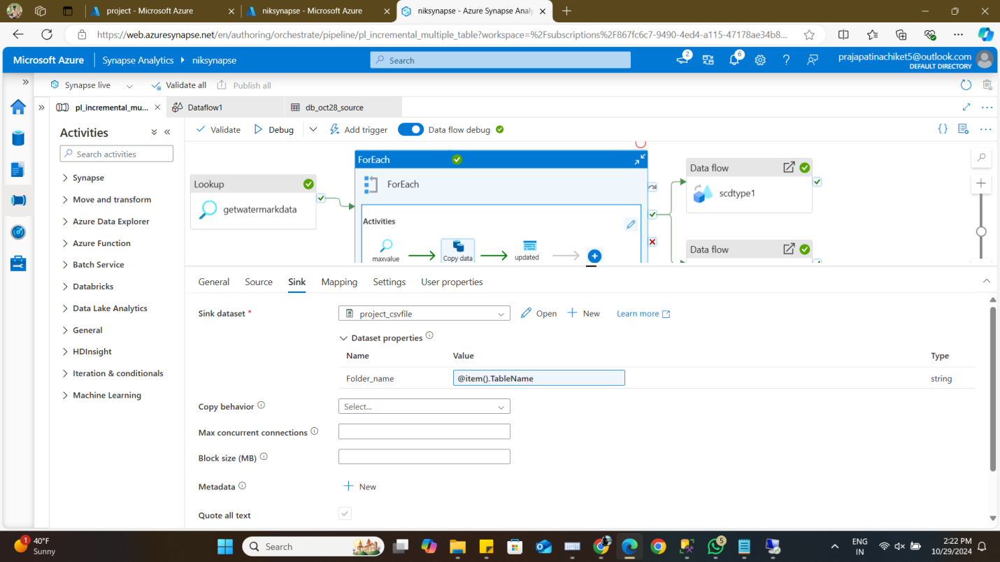 project - Microsoft Azure
niksynapse - Microsoft Azure
niksynapse - Azure Synapse Analy
https://web.azuresynapse.net/en/authoring/orchestrate/pipeline/pl_incremental_multiple_table?workspace=%2Fsubscriptions%2F867fc6c7-9490-4ed4-a115-47178ae34b8...
Microsoft Azure
Synapse Analytics
niksynapse
Search
2
6
prajapatinachiket5@outlook.com
DEFAULT DIRECTORY
Synapse live
Validate all
Publish all
pl_incremental_mu...
Dataflow1
db_oct28_source
Activities
Search activities
Synapse
Move and transform
Azure Data Explorer
Azure Function
Batch Service
Databricks
Data Lake Analytics
General
HDInsight
Iteration & conditionals
Machine Learning
Validate
Debug
Add trigger
Data flow debug
Lookup
getwatermarkdata
ForEach
ForEach
Activities
maxvalue
Copy data
updated
Data flow
scdtype1
Data flow
General
Source
Sink
Mapping
Settings
User properties
Sink dataset *
project_csvfile
Open
New
Learn more
Dataset properties
Name
Value
Type
Folder_name
@item().TableName
string
Copy behavior
Select...
Max concurrent connections
Block size (MB)
Metadata
New
Quote all text
1
40°F
Sunny
Search
5
ENG
IN
2:22 PM
10/29/2024